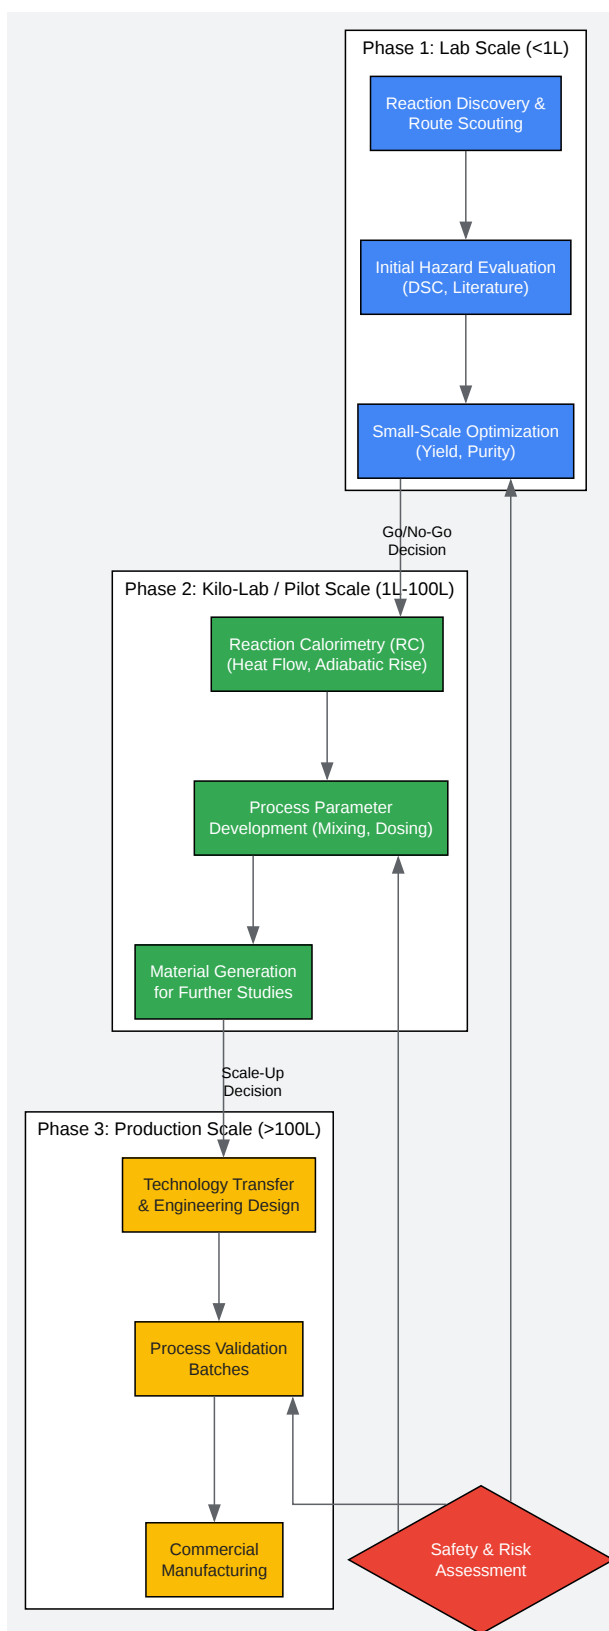 Phase 1: Lab Scale (<1L)
Reaction Discovery &
Route Scouting
Initial Hazard Evaluation
(DSC, Literature)
Small-Scale Optimization
(Yield, Purity)
Go/No-Go
Decision
Phase 2: Kilo-Lab / Pilot Scale (1L-100L)
Reaction Calorimetry (RC)
(Heat Flow, Adiabatic Rise)
Process Parameter
Development (Mixing, Dosing)
Material Generation
for Further Studies
Scale-Up
Decision
Phase 3: Production Scale (>100L)
Technology Transfer
& Engineering Design
Process Validation
Batches
Commercial
Manufacturing
Safety & Risk
Assessment